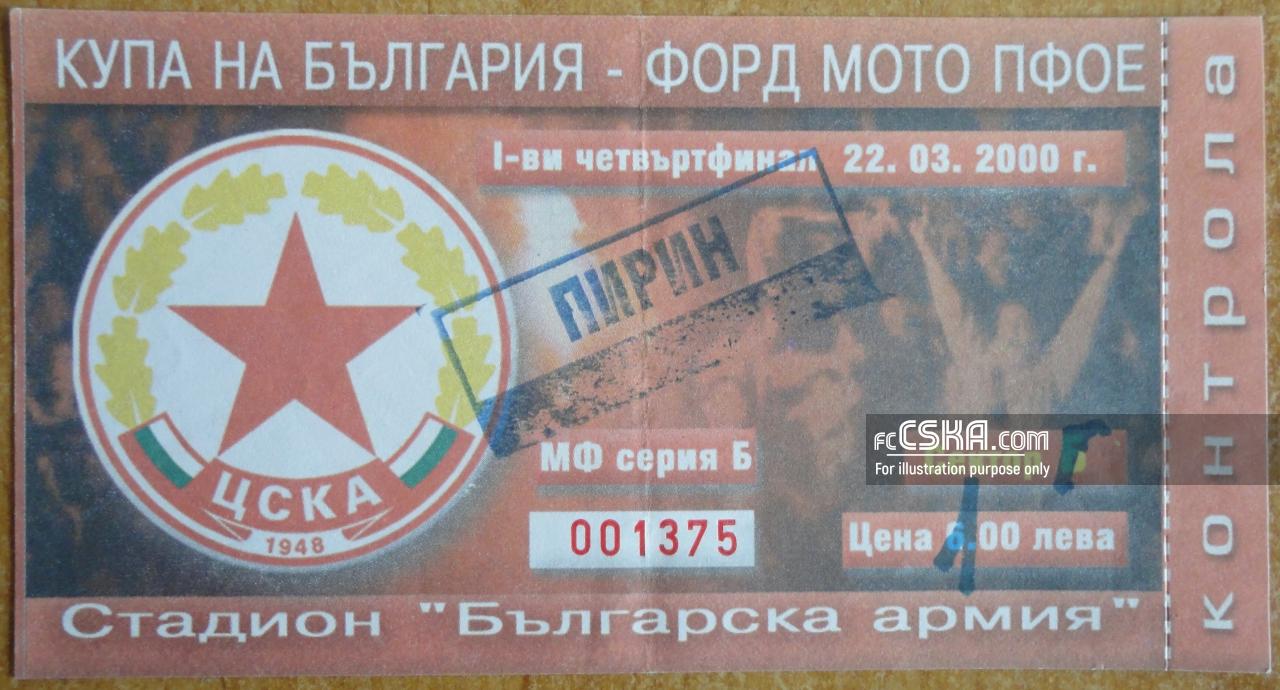 КУПА НА БЪЛГАРИЯ - ФОРД МОТО ПФОЕ
I-ви четвъртфинал 22. 03. 2000 г.
ПИРИН
ЦСКА
1948
МФ серия Б
001375
Г
FCCSKA.com
For illustration purpose only
Цена .00 лева
Стадион "Българска армия"
контрола